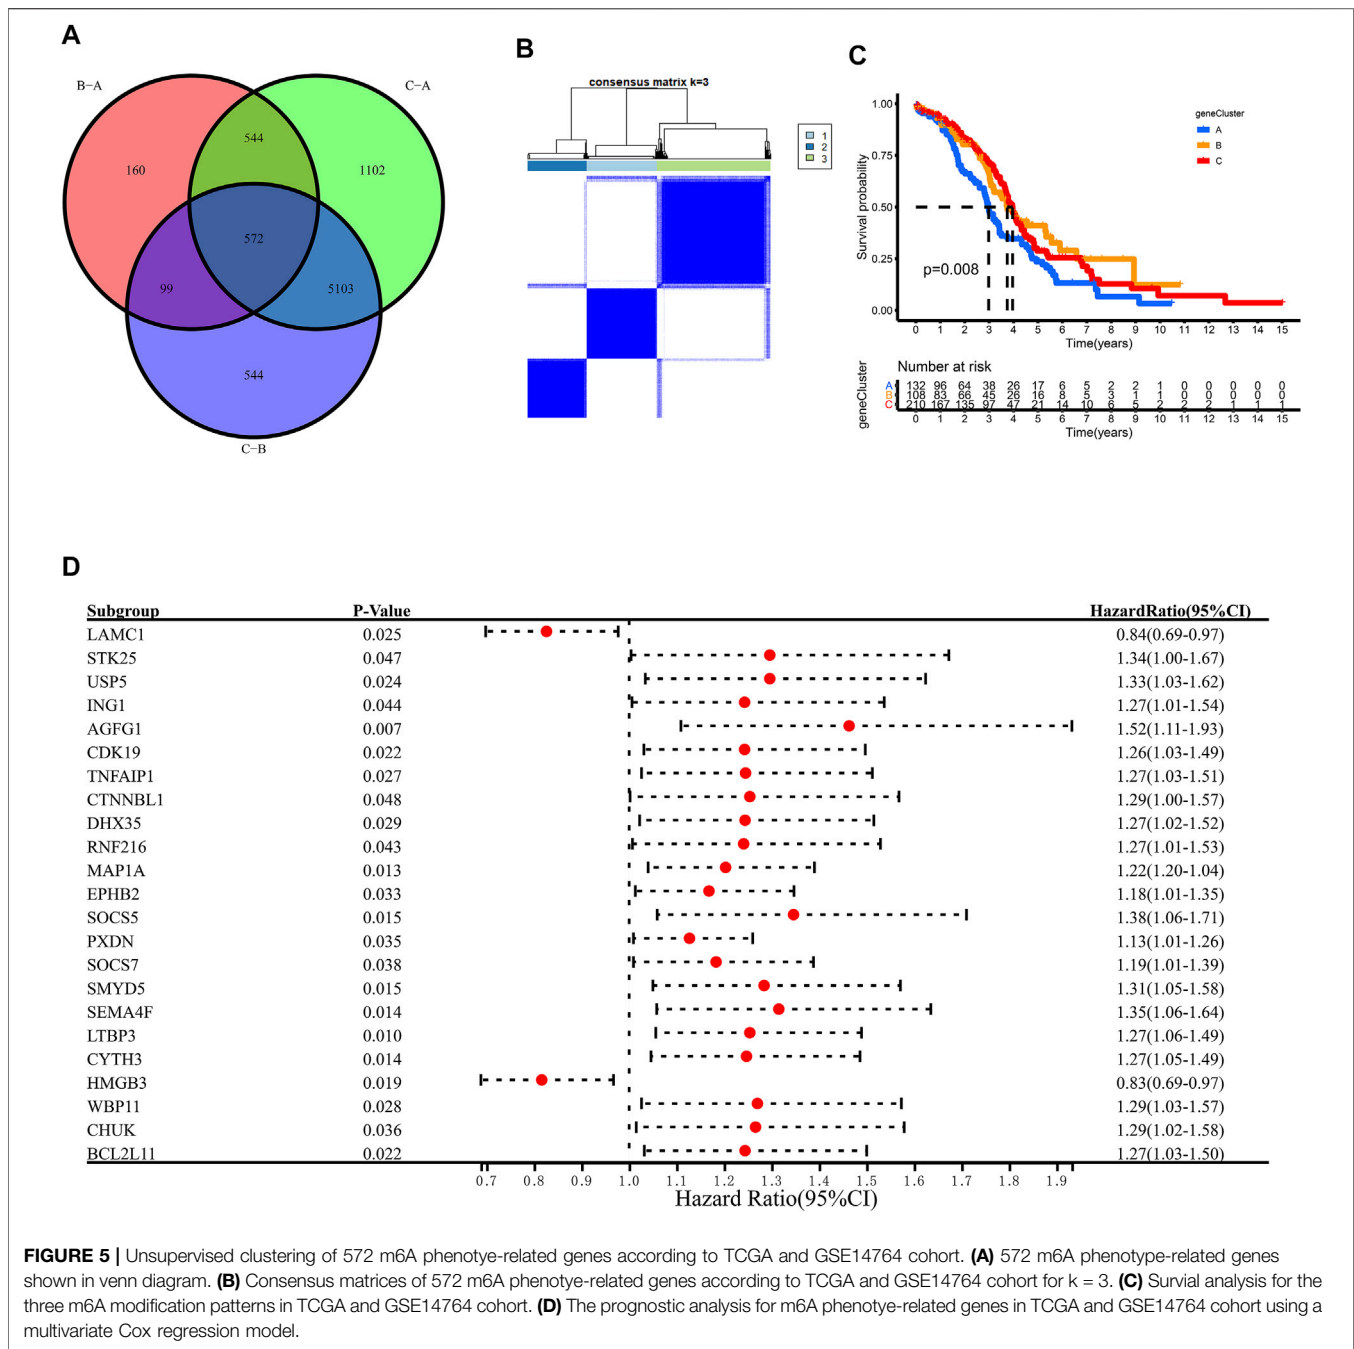 A
B−A
C−A
544
160
1102
572
99
5103
544
C−B
B
consensus matrix k=3
1
2
3
C
1.00
0.75
0.50
0.25
0.00
Survival probability
p=0.008
geneCluster
A
B
C
0 1 2 3 4 5 6 7 8 9 10 11 12 13 14 15
Time(years)
Number at risk
geneCluster
A 132 96 64 38 26 17 6 5 2 2 1 0 0 0 0 0
B 108 83 66 45 26 16 8 5 3 1 1 0 0 0 0 0
C 210 167 135 97 47 21 14 10 6 5 2 2 2 1 1 1
0 1 2 3 4 5 6 7 8 9 10 11 12 13 14 15
Time(years)
D
Subgroup P-Value HazardRatio(95%CI)
LAMC1 0.025 0.84(0.69-0.97)
STK25 0.047 1.34(1.00-1.67)
USP5 0.024 1.33(1.03-1.62)
ING1 0.044 1.27(1.01-1.54)
AGFG1 0.007 1.52(1.11-1.93)
CDK19 0.022 1.26(1.03-1.49)
TNFAIP1 0.027 1.27(1.03-1.51)
CTNNBL1 0.048 1.29(1.00-1.57)
DHX35 0.029 1.27(1.02-1.52)
RNF216 0.043 1.27(1.01-1.53)
MAP1A 0.013 1.22(1.20-1.04)
EPHB2 0.033 1.18(1.01-1.35)
SOCS5 0.015 1.38(1.06-1.71)
PXDN 0.035 1.13(1.01-1.26)
SOCS7 0.038 1.19(1.01-1.39)
SMYD5 0.015 1.31(1.05-1.58)
SEMA4F 0.014 1.35(1.06-1.64)
LTBP3 0.010 1.27(1.06-1.49)
CYTH3 0.014 1.27(1.05-1.49)
HMGB3 0.019 0.83(0.69-0.97)
WBP11 0.028 1.29(1.03-1.57)
CHUK 0.036 1.29(1.02-1.58)
BCL2L11 0.022 1.27(1.03-1.50)
0.7 0.8 0.9 1.0 1.1 1.2 1.3 1.4 1.5 1.6 1.7 1.8 1.9
Hazard Ratio(95%CI)
FIGURE 5 | Unsupervised clustering of 572 m6A phenotye-related genes according to TCGA and GSE14764 cohort. (A) 572 m6A phenotype-related genes
shown in venn diagram. (B) Consensus matrices of 572 m6A phenotye-related genes according to TCGA and GSE14764 cohort for k = 3. (C) Survial analysis for the
three m6A modification patterns in TCGA and GSE14764 cohort. (D) The prognostic analysis for m6A phenotye-related genes in TCGA and GSE14764 cohort using a
multivariate Cox regression model.